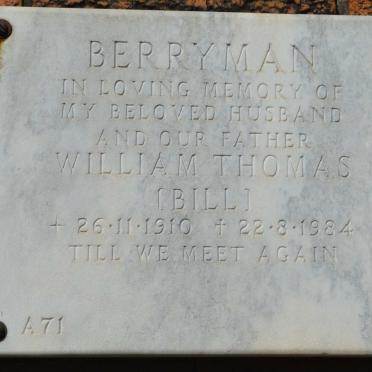 BERRYMAN
IN LOVING MEMORY OF
MY BELOVED HUSBAND
AND OUR FATHER
WILLIAM THOMAS
[BILL]
+ 26·11·1910 † 22·8·1984
TILL WE MEET AGAIN
A71